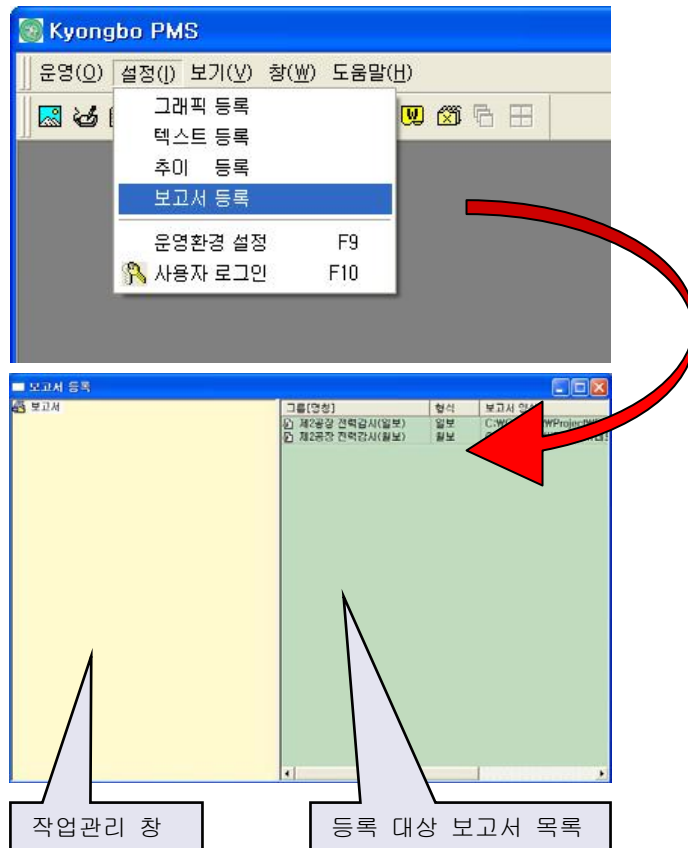 Kyongbo PMS
운영(O) 설정(I) 보기(V) 창(W) 도움말(H)
그래픽 등록
텍스트 등록
추이 등록
보고서 등록
운영환경 설정 F9
사용자 로그인 F10
보고서 등록
보고서
그룹[명칭] 형식 보고서
제2공장 전력감시(일보) 일보
제2공장 전력감시(월보) 월보
작업관리 창
등록 대상 보고서 목록